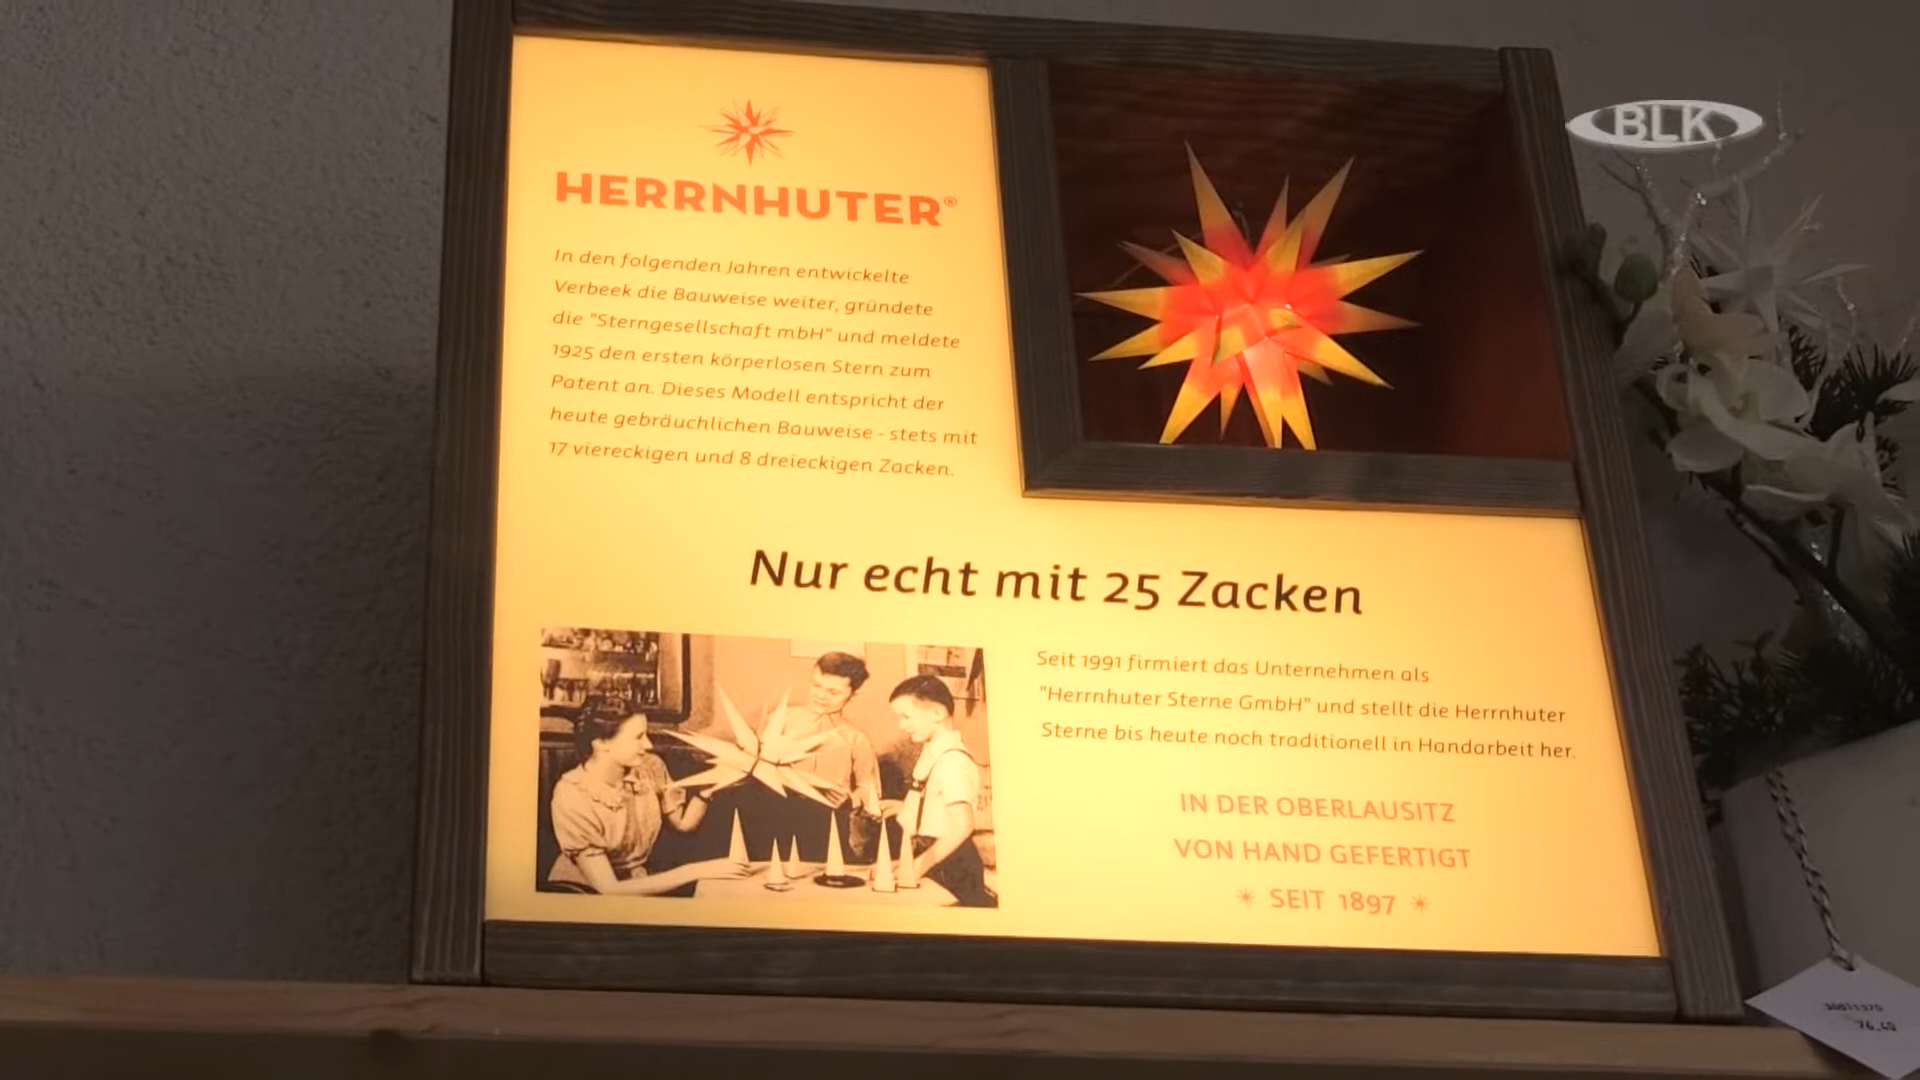 BLK
HERRNHUTER®
In den folgenden Jahren entwickelte
Verbeek die Bauweise weiter, gründete
die "Sterngesellschaft mbH" und meldete
1925 den ersten körperlosen Stern zum
Patent an. Dieses Modell entspricht der
heute gebräuchlichen Bauweise - stets mit
17 viereckigen und 8 dreieckigen Zacken.
Nur echt mit 25 Zacken
Seit 1991 firmiert das Unternehmen als
"Herrnhuter Sterne GmbH" und stellt die Herrnhuter
Sterne bis heute noch traditionell in Handarbeit her.
IN DER OBERLAUSITZ
VON HAND GEFERTIGT
SEIT 1897